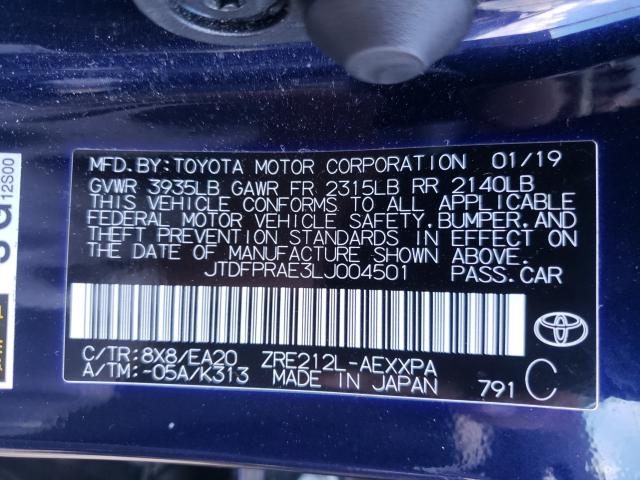 MFD. BY: TOYOTA MOTOR CORPORATION 01/19
GVWR 3935LB GAWR FR 2315LB RR 2140LB
THIS VEHICLE CONFORMS TO ALL APPLICABLE
FEDERAL MOTOR VEHICLE SAFETY, BUMPER, AND
THEFT PREVENTION STANDARDS IN EFFECT ON
THE DATE OF MANUFACTURE SHOWN ABOVE.
JTDFPRAE3LJ004501 PASS. CAR
C/TR: 8X8/EA20 ZRE212L-AEXXPA
A/TM: -05A/K313 MADE IN JAPAN 791 C
12S00